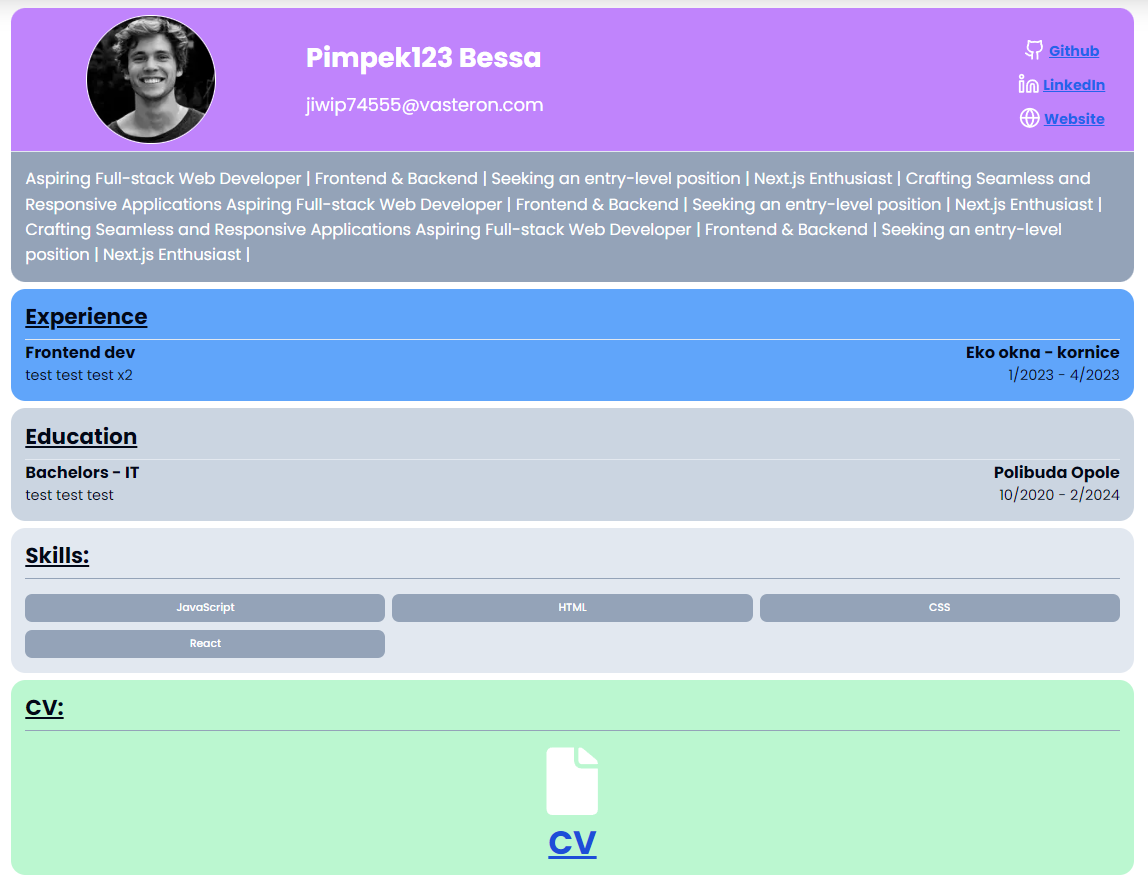 Pimpek123 Bessa
jiwip74555@vasteron.com
Github
LinkedIn
Website
Aspiring Full-stack Web Developer | Frontend & Backend | Seeking an entry-level position | Next.js Enthusiast | Crafting Seamless and
Responsive Applications Aspiring Full-stack Web Developer | Frontend & Backend | Seeking an entry-level position | Next.js Enthusiast |
Crafting Seamless and Responsive Applications Aspiring Full-stack Web Developer | Frontend & Backend | Seeking an entry-level
position | Next.js Enthusiast |
Experience
Frontend dev Eko okna - kornice
test test test x2 1/2023 - 4/2023
Education
Bachelors - IT Polibuda Opole
test test test 10/2020 - 2/2024
Skills:
JavaScript HTML CSS
React
CV:
CV